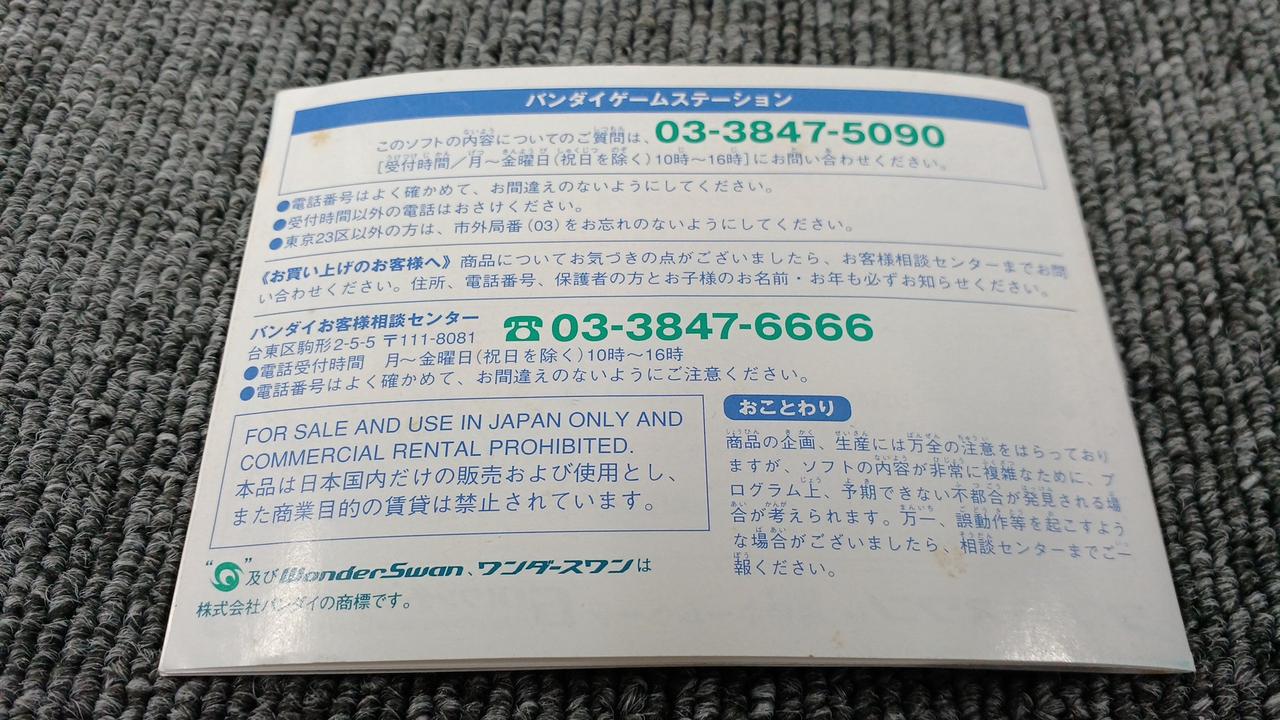 バンダイゲームステーション
このソフトの内容についてのご質問は、03-3847-5090
[受付時間/月〜金曜日(祝日を除く)10時〜16時]にお問い合わせください。
●電話番号はよく確かめて、お間違えのないようにしてください。
●受付時間以外の電話はおさけください。
●東京23区以外の方は、市外局番(03)をお忘れのないようにしてください。
《お買い上げのお客様へ》商品についてお気づきの点がございましたら、お客様相談センターまでお問
い合わせください。住所、電話番号、保護者の方とお子様のお名前・お年も必ずお知らせください。
バンダイお客様相談センター
台東区駒形2-5-5 〒111-8081
☎03-3847-6666
●電話受付時間 月〜金曜日(祝日を除く)10時〜16時
●電話番号はよく確かめて、お間違えのないようにご注意ください。
FOR SALE AND USE IN JAPAN ONLY AND
COMMERCIAL RENTAL PROHIBITED.
本品は日本国内だけの販売および使用とし、
また商業目的の賃貸は禁止されています。
おことわり
商品の企画、生産には万全の注意をはらっており
ますが、ソフトの内容が非常に複雑なために、プ
ログラム上、予期できない不都合が発見される場
合が考えられます。万一、誤動作等を起こすよう
な場合がございましたら、相談センターまでご一
報ください。
“ ”及びWonderSwan、ワンダースワンは
株式会社バンダイの商標です。